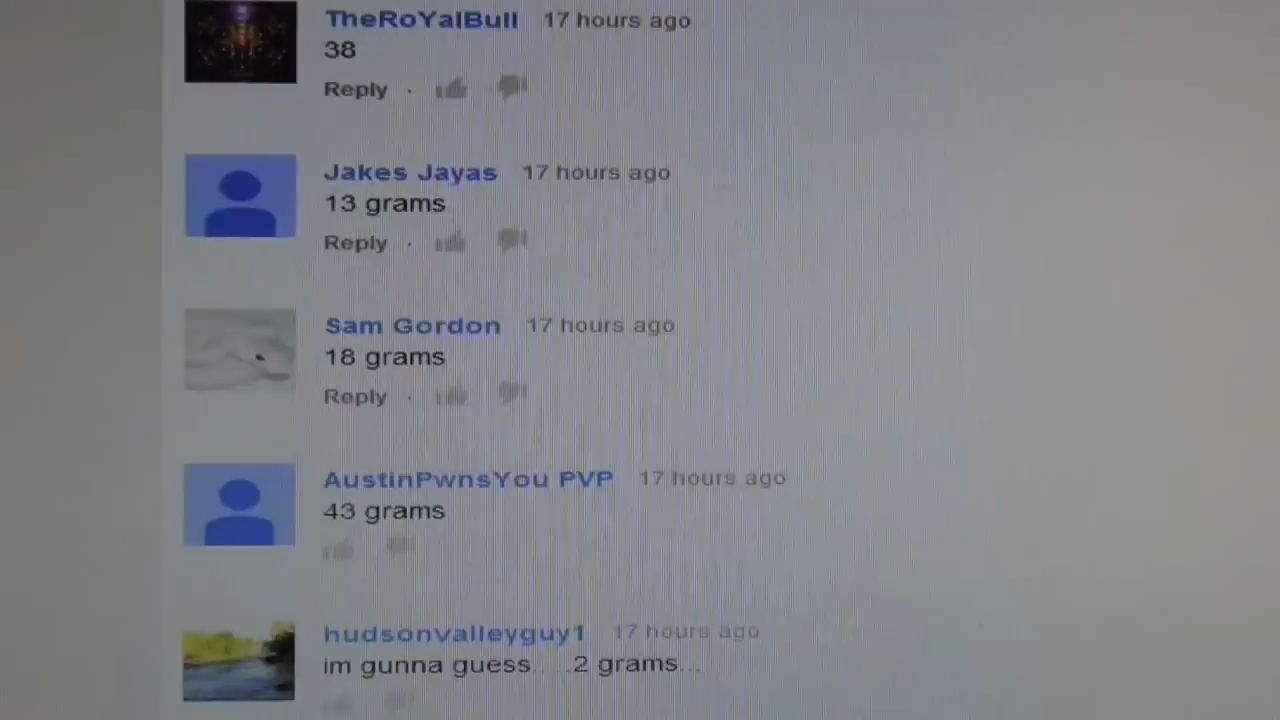 TheRoYalBull 17 hours ago
38
Reply ·
Jakes Jayas 17 hours ago
13 grams
Reply ·
Sam Gordon 17 hours ago
18 grams
Reply ·
AustinPwnsYou PVP 17 hours ago
43 grams
hudsonvalleyguy1 17 hours ago
im gunna guess.....2 grams...